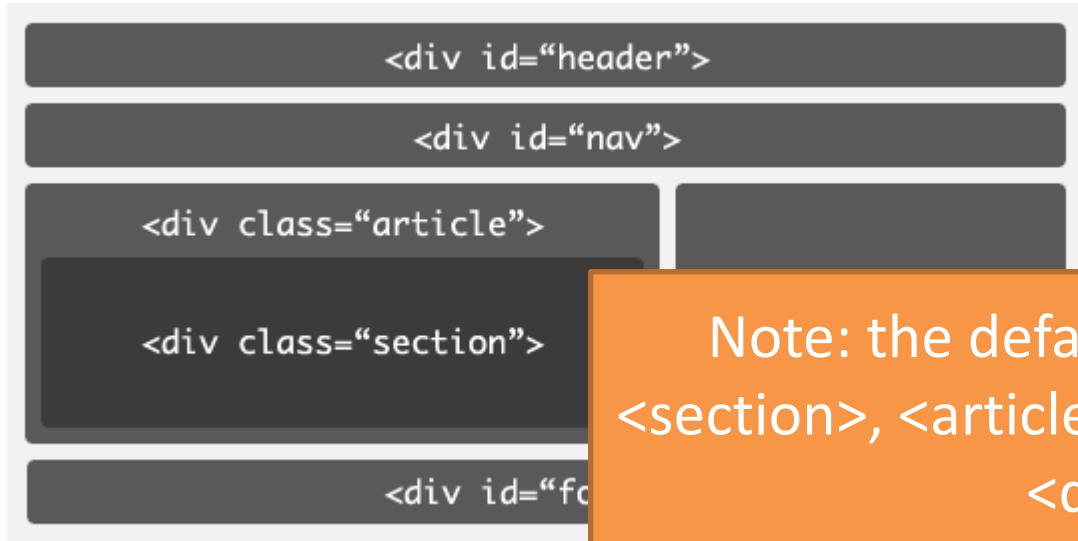 <div id=“header”>
<div id=“nav”>
<div class=“article”>
<div class=“section”>
<div id=“fo
Note: the defa
<section>, <article
<d